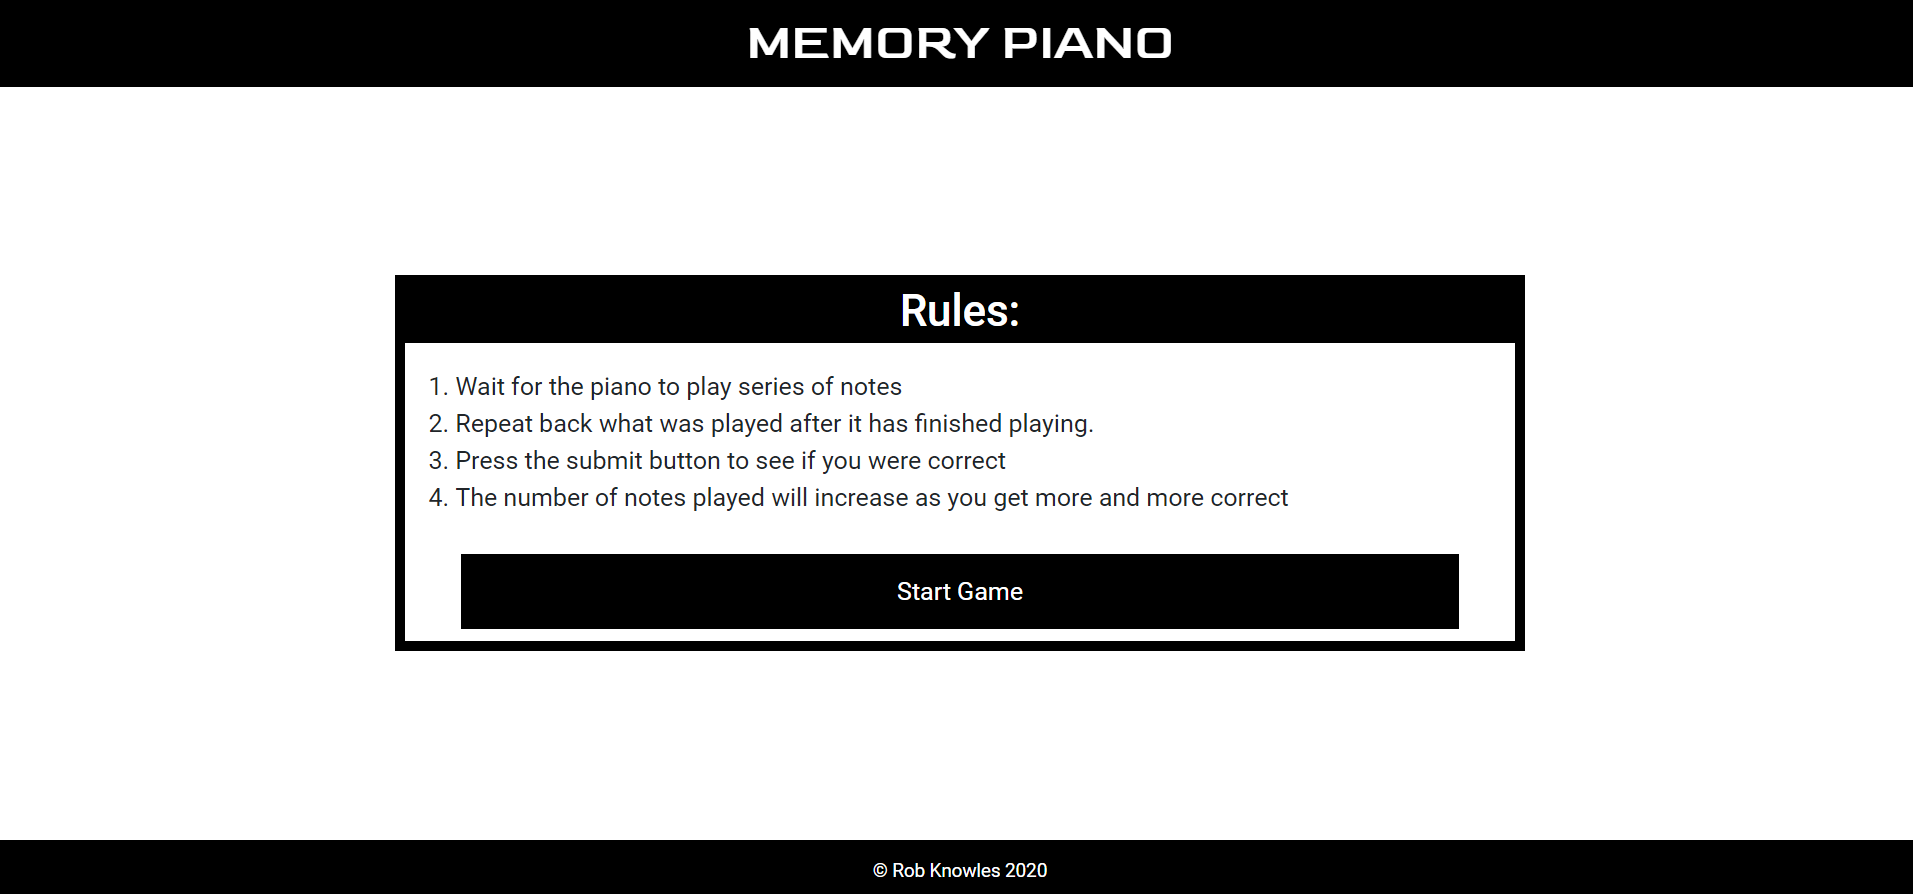 MEMORY PIANO
Rules:
1. Wait for the piano to play series of notes
2. Repeat back what was played after it has finished playing.
3. Press the submit button to see if you were correct
4. The number of notes played will increase as you get more and more correct
Start Game
© Rob Knowles 2020